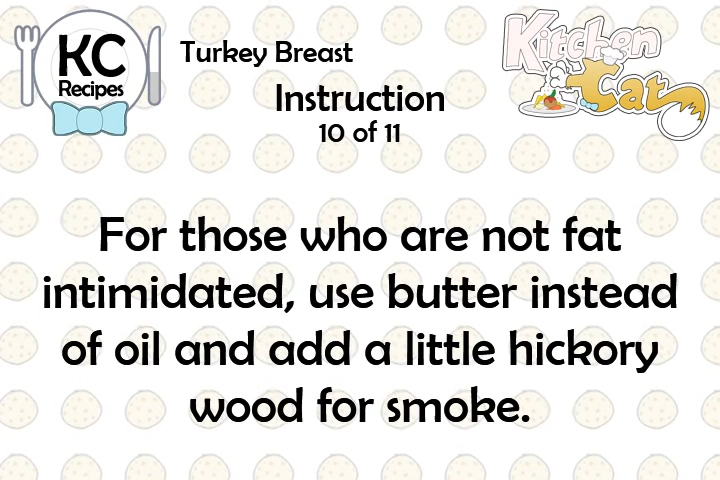 KC
Recipes
Turkey Breast
Kitchen
Cat
Instruction
10 of 11
For those who are not fat
intimidated, use butter instead
of oil and add a little hickory
wood for smoke.